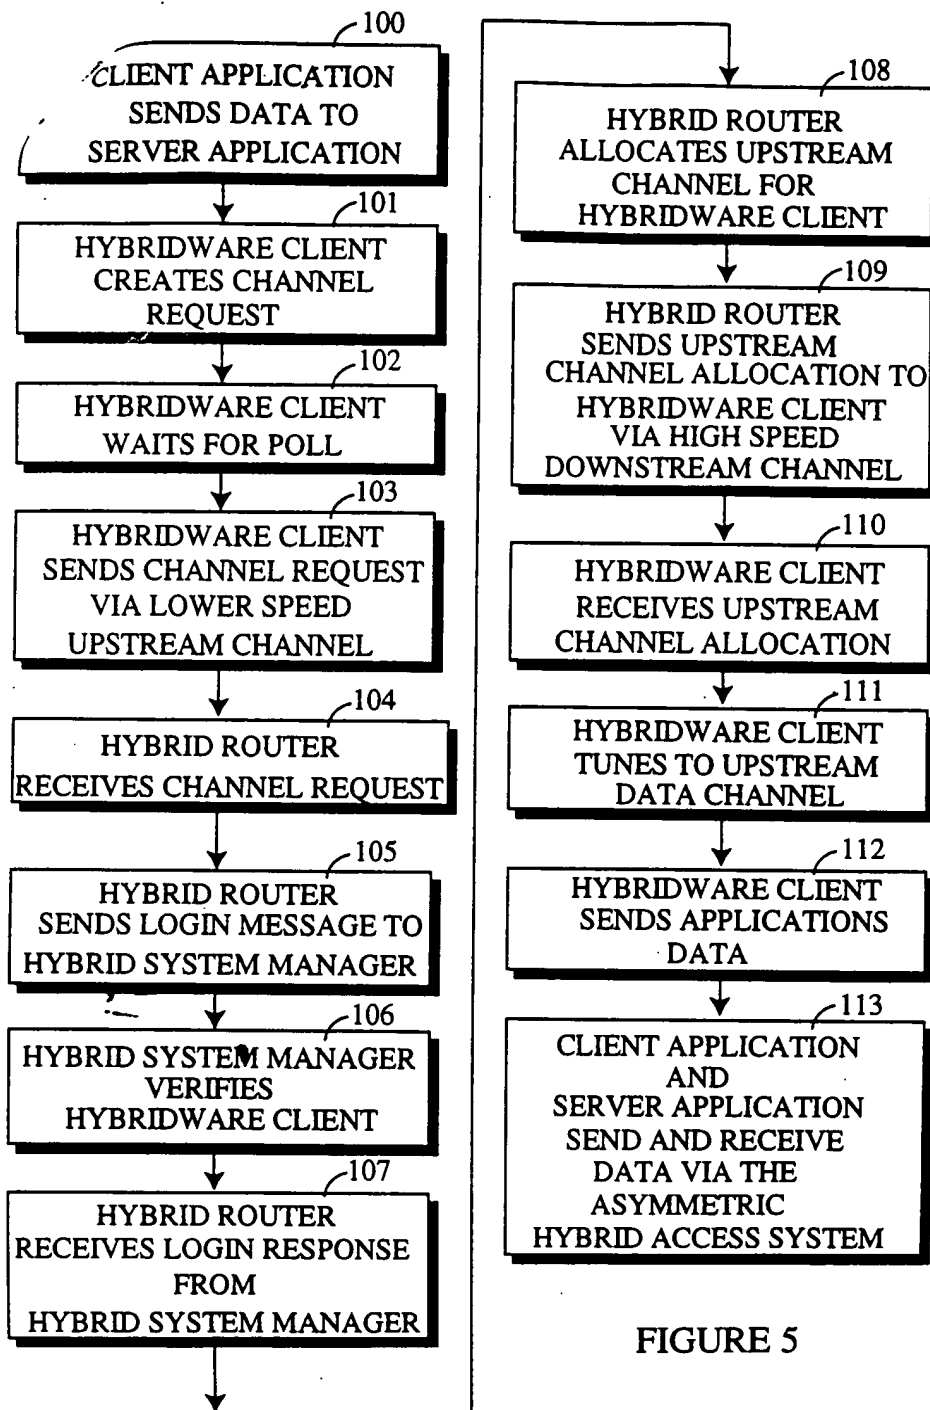 100
CLIENT APPLICATION
SENDS DATA TO
SERVER APPLICATION
101
HYBRIDWARE CLIENT
CREATES CHANNEL
REQUEST
102
HYBRIDWARE CLIENT
WAITS FOR POLL
103
HYBRIDWARE CLIENT
SENDS CHANNEL REQUEST
VIA LOWER SPEED
UPSTREAM CHANNEL
104
HYBRID ROUTER
RECEIVES CHANNEL REQUEST
105
HYBRID ROUTER
SENDS LOGIN MESSAGE TO
HYBRID SYSTEM MANAGER
106
HYBRID SYSTEM MANAGER
VERIFIES
HYBRIDWARE CLIENT
107
HYBRID ROUTER
RECEIVES LOGIN RESPONSE
FROM
HYBRID SYSTEM MANAGER
108
HYBRID ROUTER
ALLOCATES UPSTREAM
CHANNEL FOR
HYBRIDWARE CLIENT
109
HYBRID ROUTER
SENDS UPSTREAM
CHANNEL ALLOCATION TO
HYBRIDWARE CLIENT
VIA HIGH SPEED
DOWNSTREAM CHANNEL
110
HYBRIDWARE CLIENT
RECEIVES UPSTREAM
CHANNEL ALLOCATION
111
HYBRIDWARE CLIENT
TUNES TO UPSTREAM
DATA CHANNEL
112
HYBRIDWARE CLIENT
SENDS APPLICATIONS
DATA
113
CLIENT APPLICATION
AND
SERVER APPLICATION
SEND AND RECEIVE
DATA VIA THE
ASYMMETRIC
HYBRID ACCESS SYSTEM
FIGURE 5